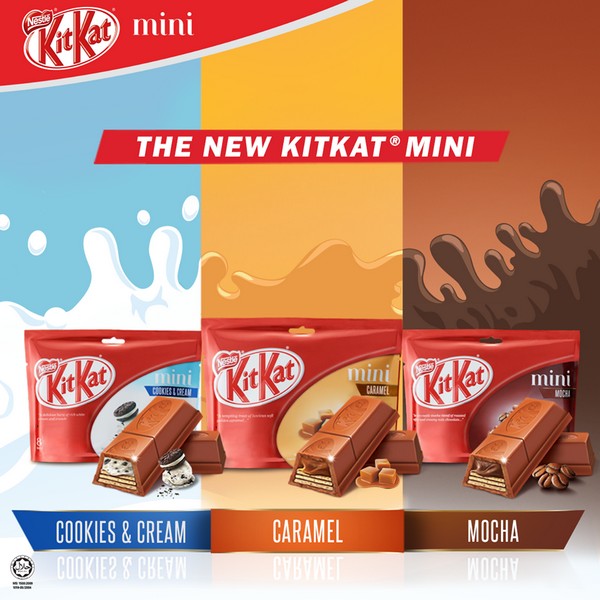 Nestlé
KitKat mini
THE NEW KITKAT® MINI
Nestlé
KitKat
mini
COOKIES & CREAM
8
Nestlé
KitKat
mini
CARAMEL
Nestlé
KitKat
mini
MOCHA
COOKIES & CREAM
CARAMEL
MOCHA